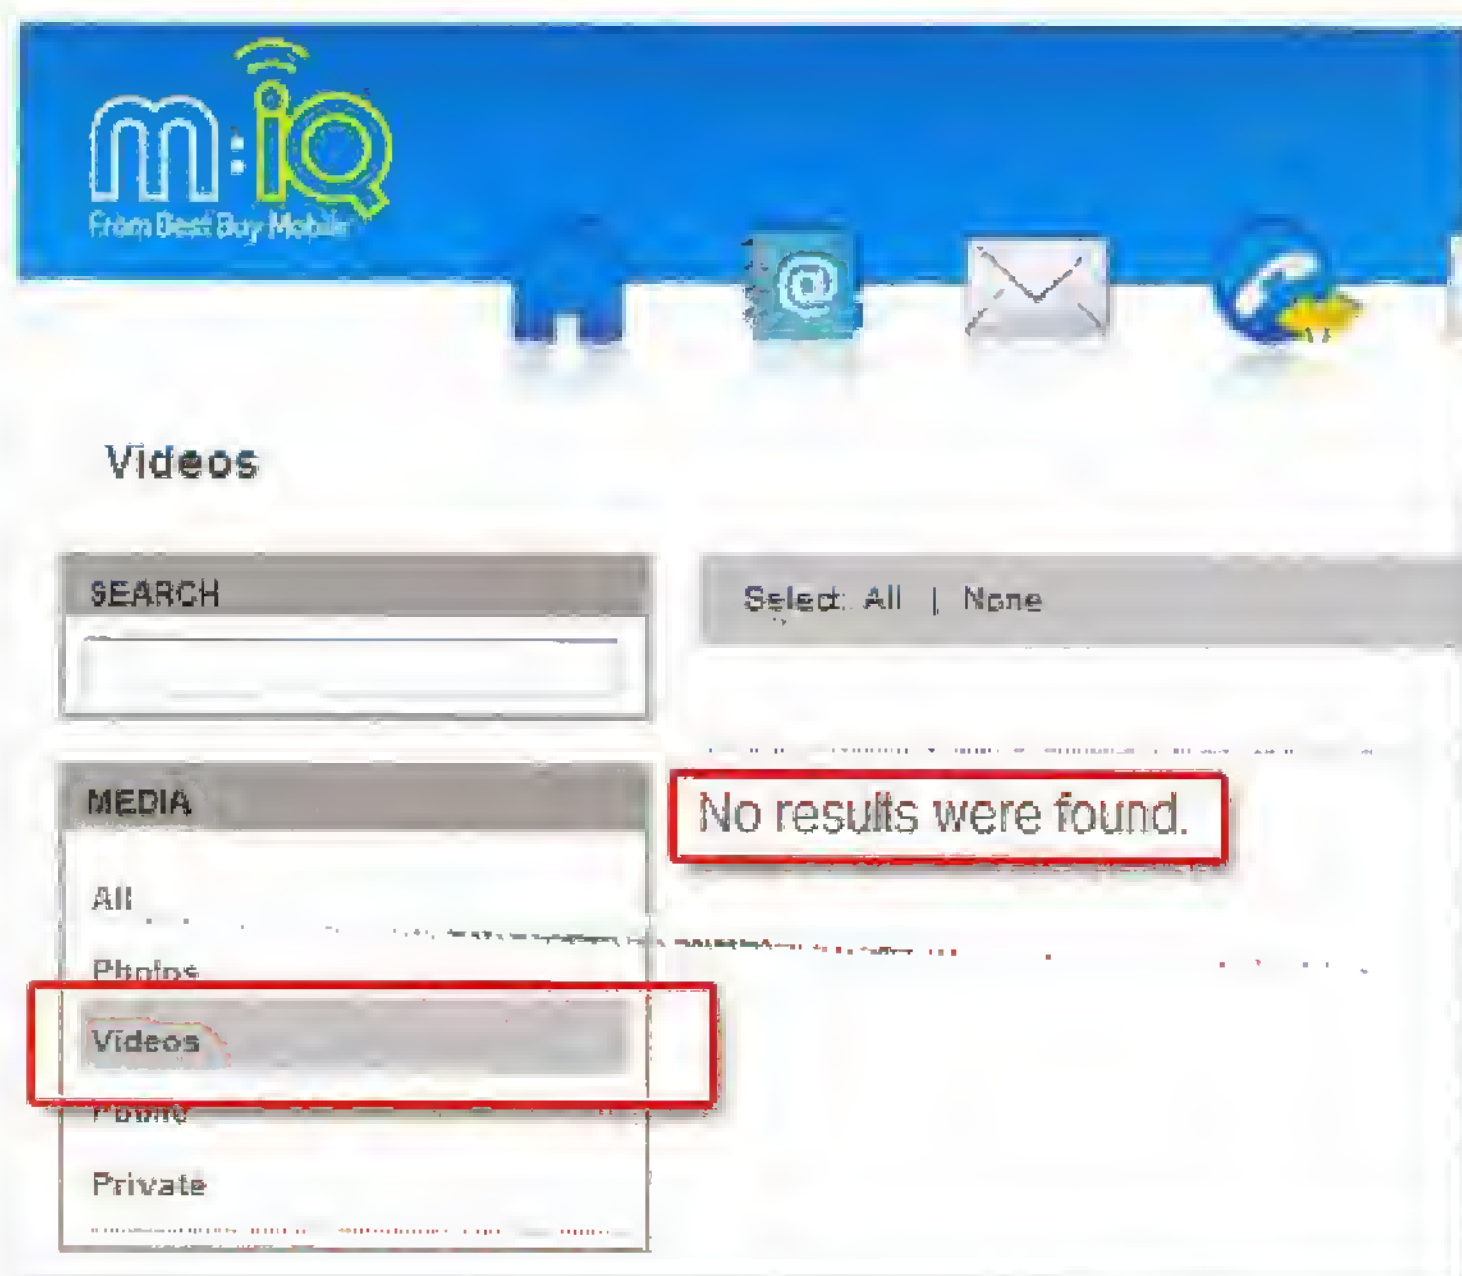 m:iQ
From Best Buy Mobile
Videos
SEARCH
Select: All | None
MEDIA
No results were found.
All
Photos
Videos
Public
Private